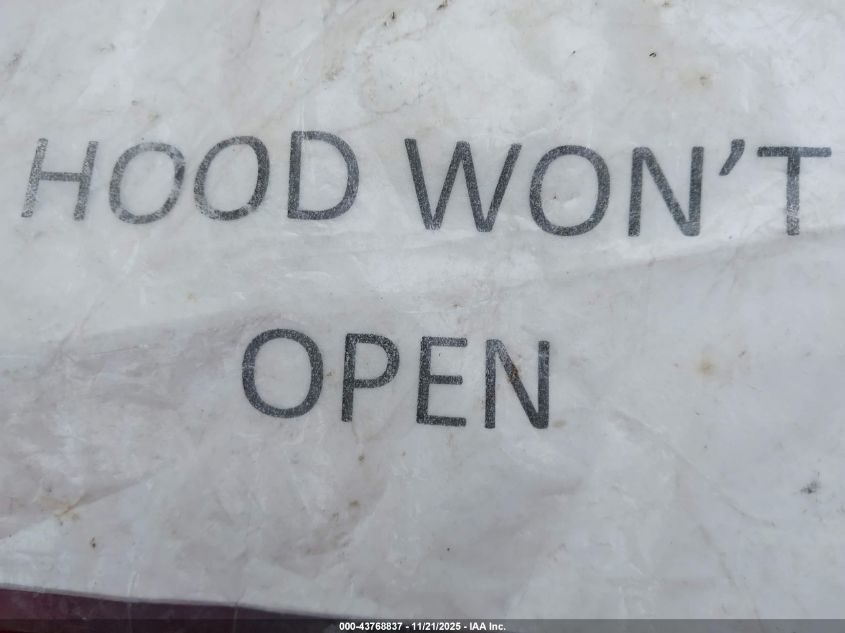 HOOD WON'T
OPEN
000-43768837 - 11/21/2025 - IAA Inc.